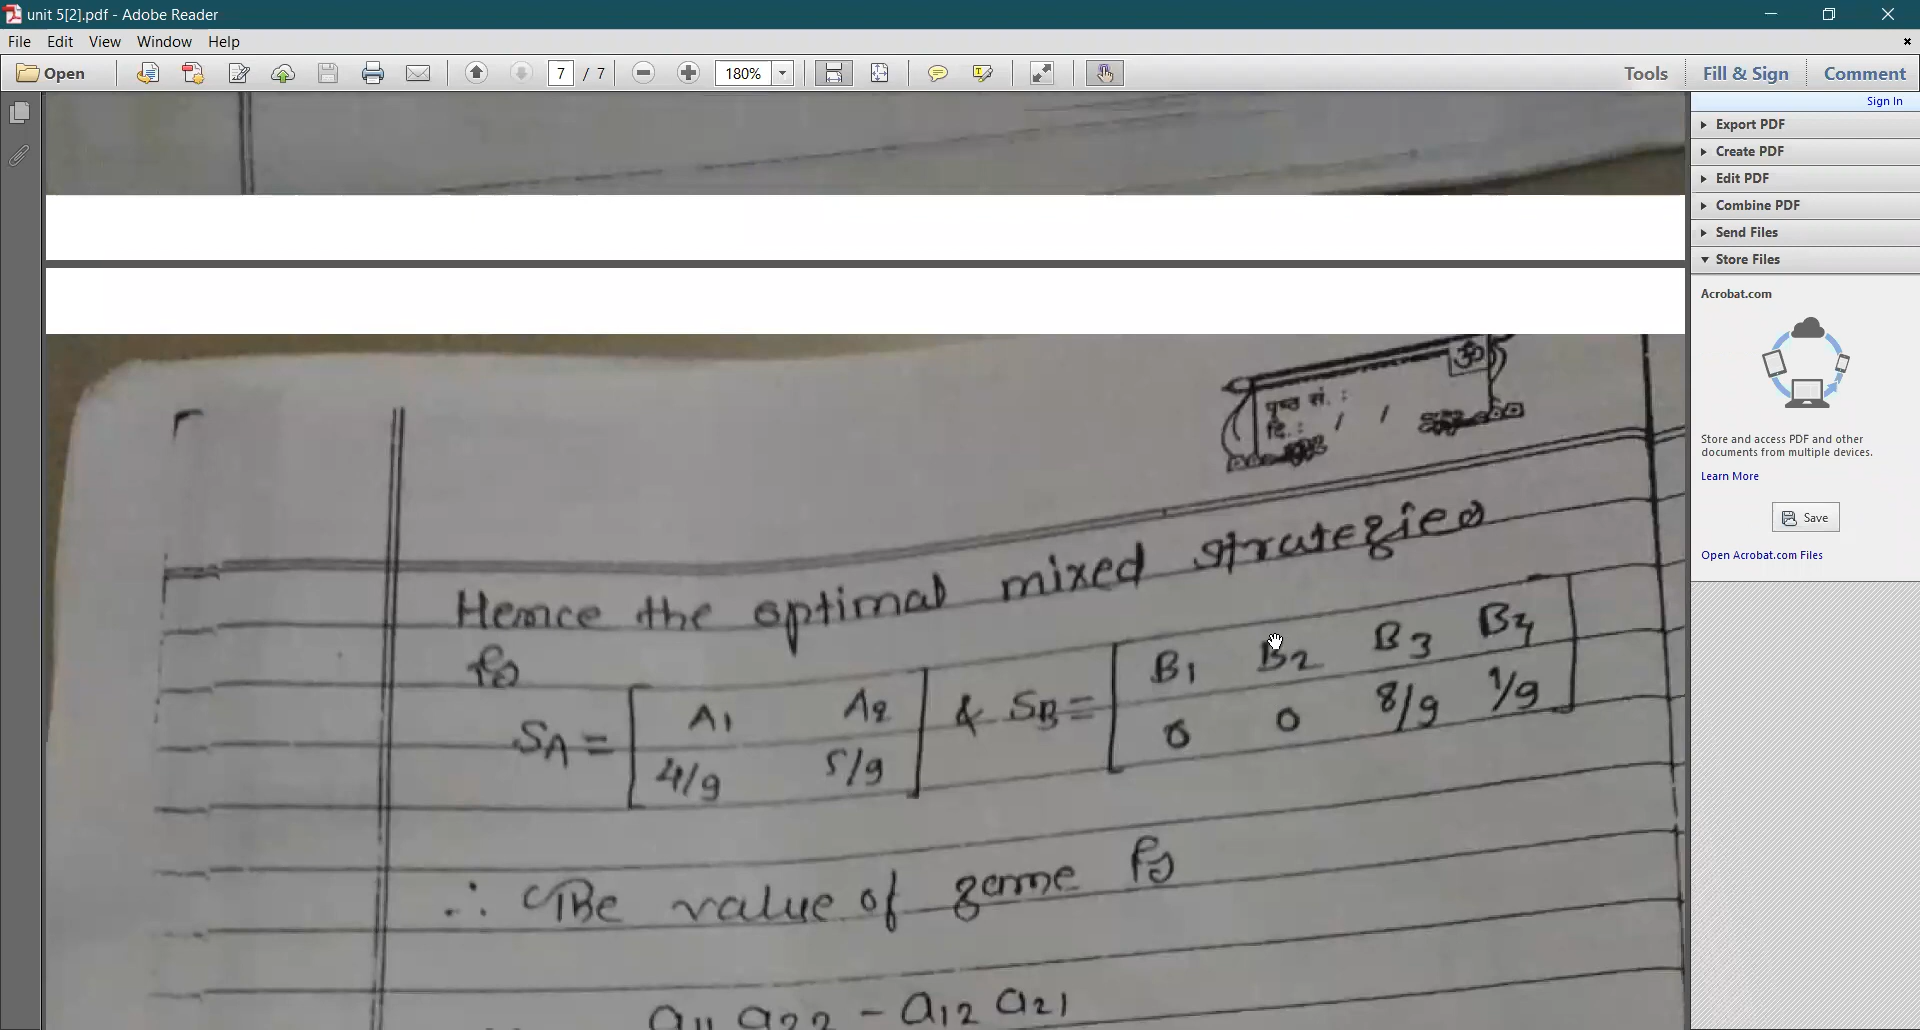 unit 5[2].pdf - Adobe Reader
File Edit View Window Help
Open 7 / 7 180% Tools Fill & Sign Comment
Sign In
Export PDF
Create PDF
Edit PDF
Combine PDF
Send Files
Store Files
Acrobat.com
Store and access PDF and other
documents from multiple devices.
Learn More
Save
Open Acrobat.com Files
ॐ
पृष्ठ सं. :
दि. : / /
Hence the optimal mixed strategies
is
SA = [ A1 A2 & SB = [ B1 B2 B3 B4
4/9 5/9 ] 0 0 8/9 1/9 ]
∴ The value of game is
a11 a22 - a12 a21